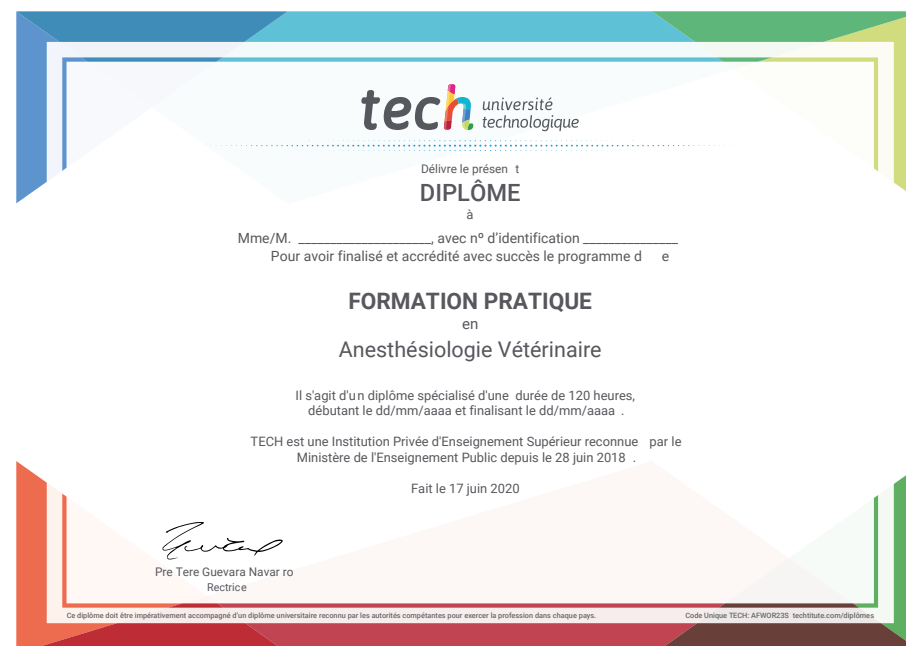 tech université
technologique
Délivre le présen t
DIPLÔME
à
Mme/M. _____________________, avec nº d'identification _______________
Pour avoir finalisé et accrédité avec succès le programme d e
FORMATION PRATIQUE
en
Anesthésiologie Vétérinaire
Il s'agit d'un diplôme spécialisé d'une durée de 120 heures,
débutant le dd/mm/aaaa et finalisant le dd/mm/aaaa .
TECH est une Institution Privée d'Enseignement Supérieur reconnue par le
Ministère de l'Enseignement Public depuis le 28 juin 2018 .
Fait le 17 juin 2020
Pre Tere Guevara Navar ro
Rectrice
Ce diplôme doit être impérativement accompagné d'un diplôme universitaire reconnu par les autorités compétentes pour exercer la profession dans chaque pays. Code Unique TECH: AFWOR23S techtitute.com/diplômes